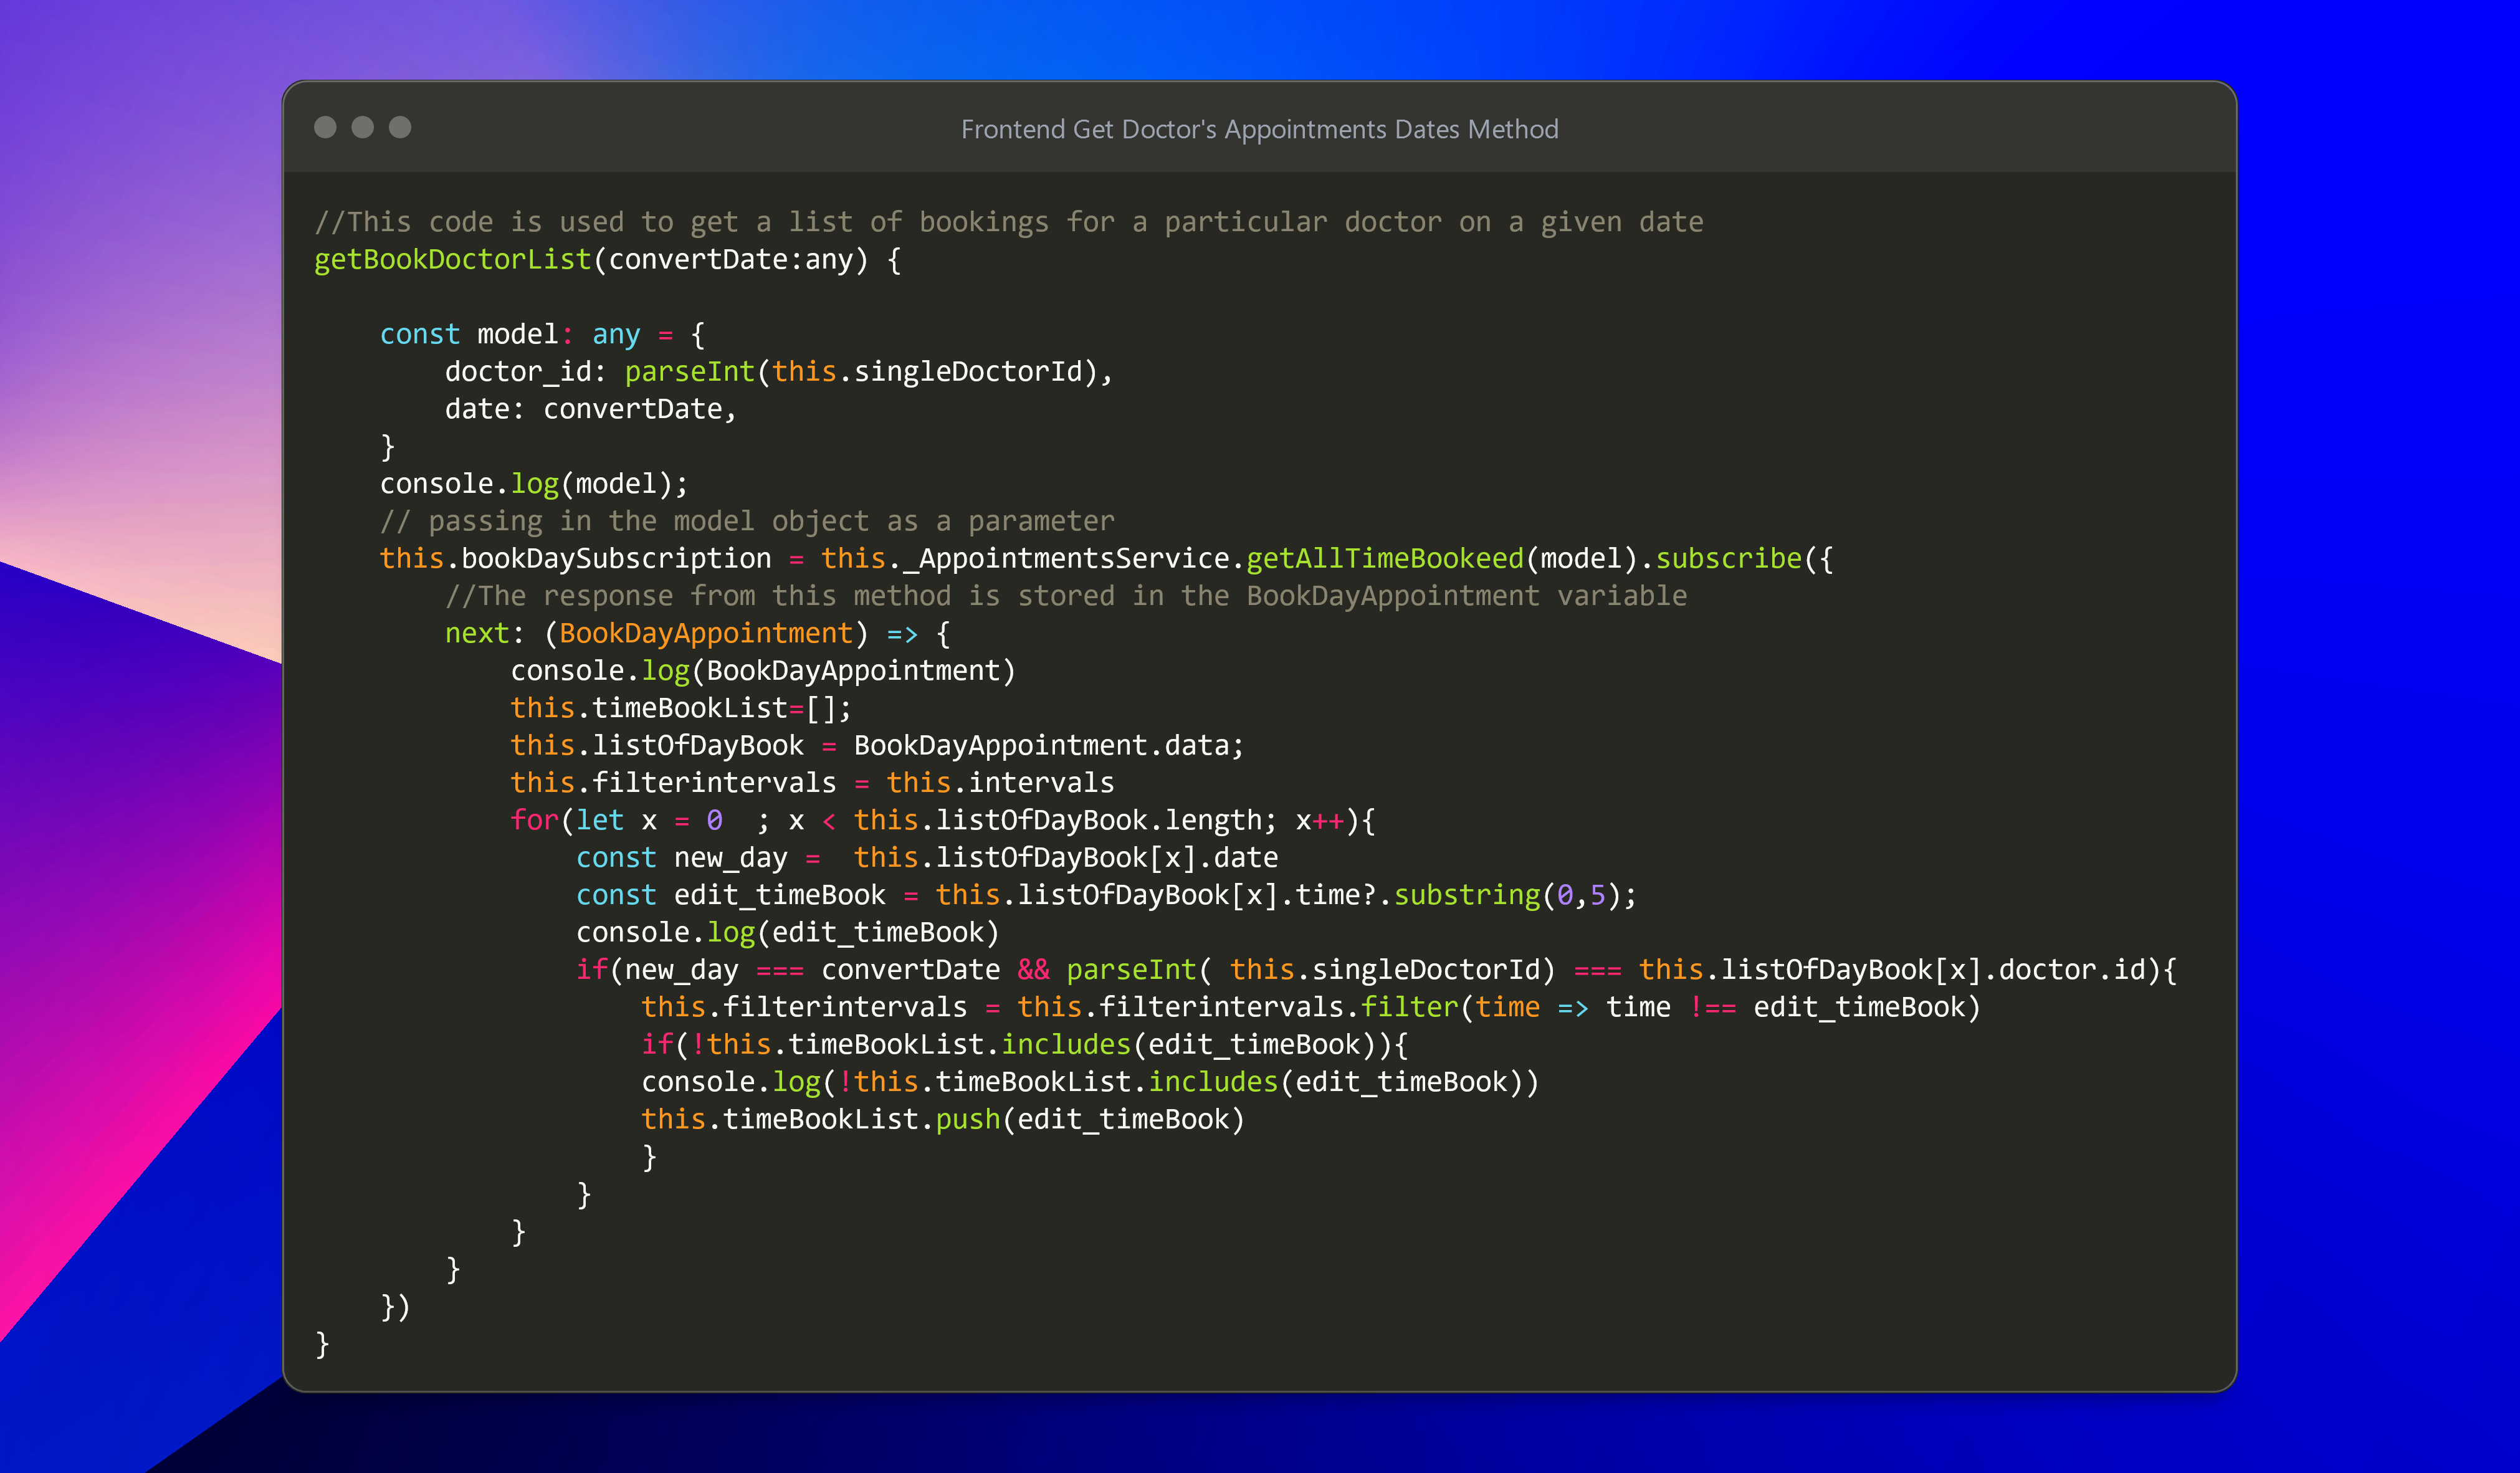 Frontend Get Doctor's Appointments Dates Method
//This code is used to get a list of bookings for a particular doctor on a given date
getBookDoctorList(convertDate:any) {
    const model: any = {
        doctor_id: parseInt(this.singleDoctorId),
        date: convertDate,
    }
    console.log(model);
    // passing in the model object as a parameter
    this.bookDaySubscription = this._AppointmentsService.getAllTimeBookeed(model).subscribe({
        //The response from this method is stored in the BookDayAppointment variable
        next: (BookDayAppointment) => {
            console.log(BookDayAppointment)
            this.timeBookList=[];
            this.listOfDayBook = BookDayAppointment.data;
            this.filterintervals = this.intervals
            for(let x = 0  ; x < this.listOfDayBook.length; x++){
                const new_day =  this.listOfDayBook[x].date
                const edit_timeBook = this.listOfDayBook[x].time?.substring(0,5);
                console.log(edit_timeBook)
                if(new_day === convertDate && parseInt( this.singleDoctorId) === this.listOfDayBook[x].doctor.id){
                    this.filterintervals = this.filterintervals.filter(time => time !== edit_timeBook)
                    if(!this.timeBookList.includes(edit_timeBook)){
                    console.log(!this.timeBookList.includes(edit_timeBook))
                    this.timeBookList.push(edit_timeBook)
                    }
                }
            }
        }
    })
}